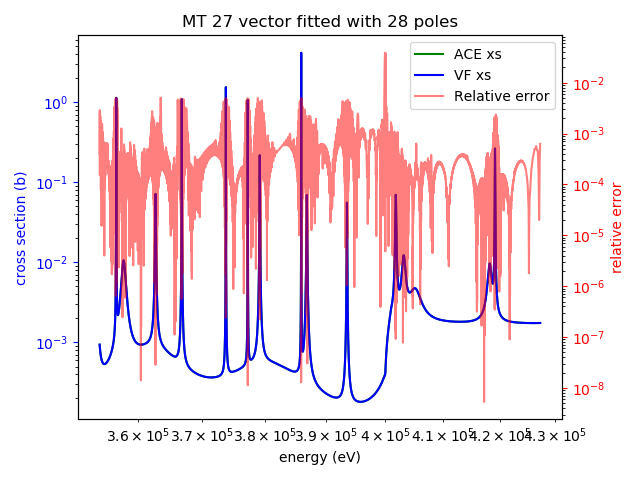 MT 27 vector fitted with 28 poles
ACE xs
VF xs
Relative error
cross section (b)
10⁰
10⁻¹
10⁻²
10⁻³
relative error
10⁻²
10⁻³
10⁻⁴
10⁻⁵
10⁻⁶
10⁻⁷
10⁻⁸
3.6 × 10⁵ 3.7 × 10⁵ 3.8 × 10⁵ 3.9 × 10⁵ 4 × 10⁵ 4.1 × 10⁵ 4.2 × 10⁵ 4.3 × 10⁵
energy (eV)